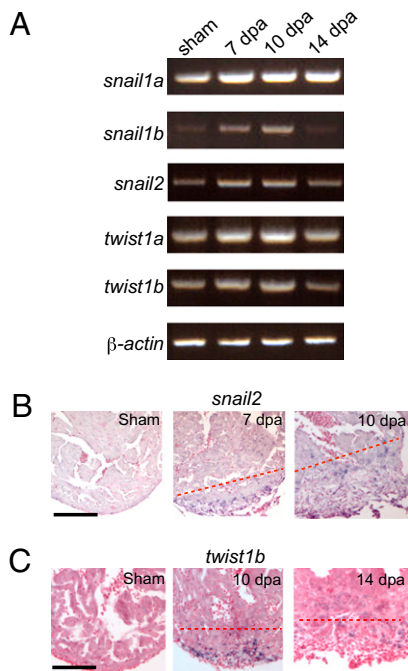 A
sham 7 dpa 10 dpa 14 dpa
snail1a
snail1b
snail2
twist1a
twist1b
β-actin
B
snail2
Sham 7 dpa 10 dpa
C
twist1b
Sham 10 dpa 14 dpa